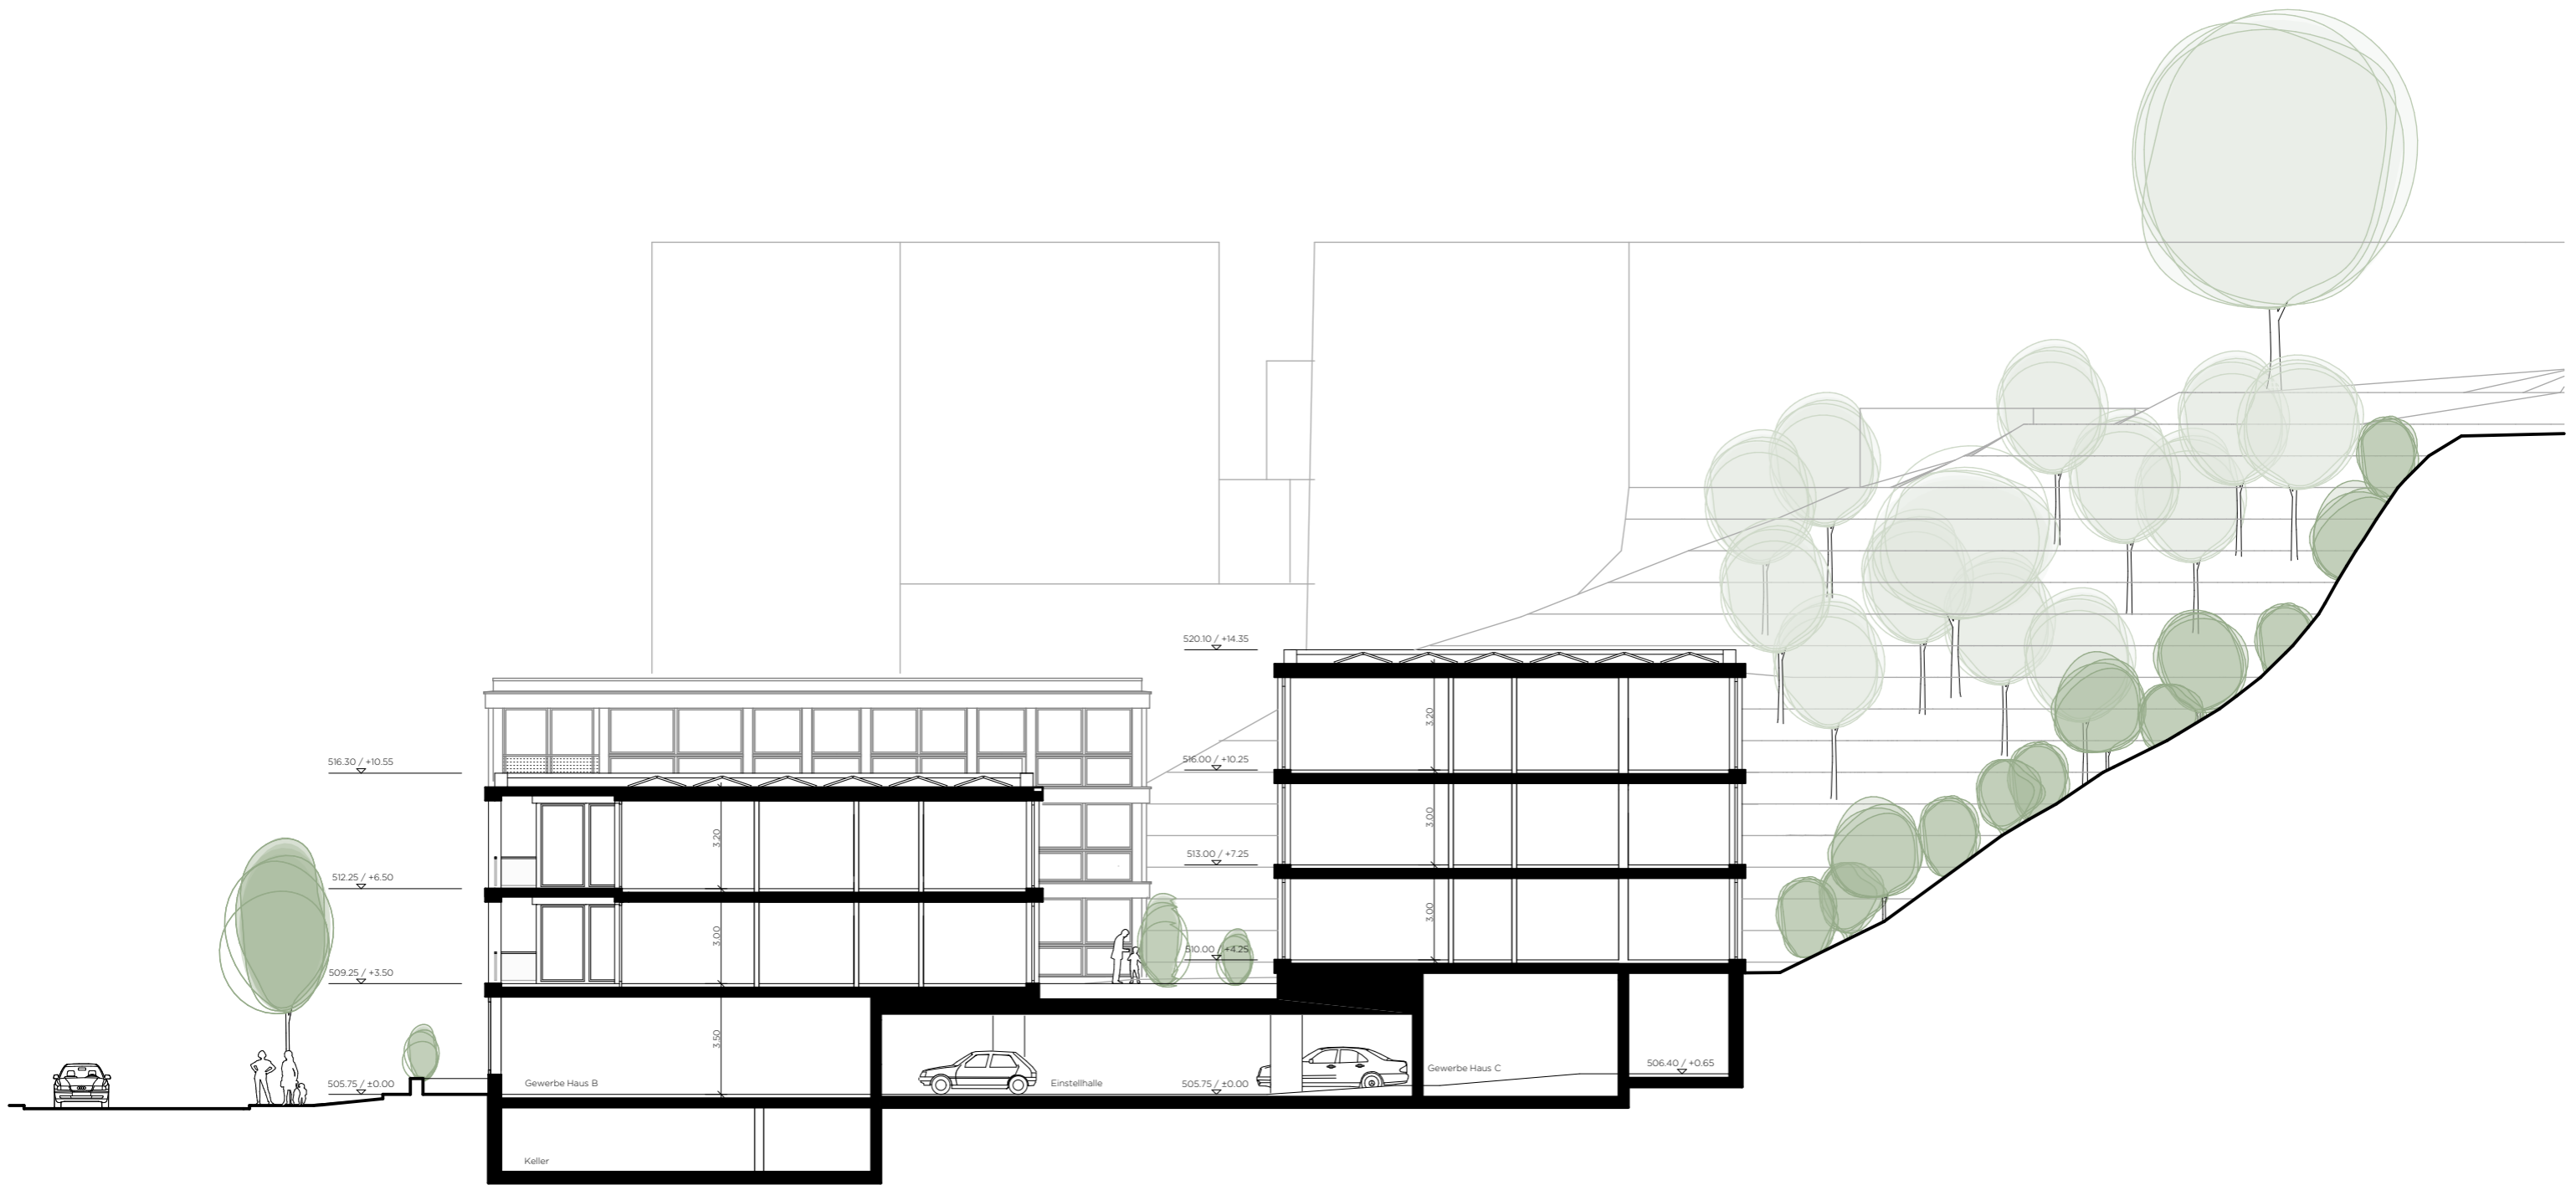 520.10 / +14.35
3.20
516.30 / +10.55
516.00 / +10.25
3.20
3.00
513.00 / +7.25
512.25 / +6.50
3.00
3.00
510.00 / +4.25
509.25 / +3.50
3.50
506.40 / +0.65
Gewerbe Haus C
505.75 / ±0.00
Gewerbe Haus B
Einstellhalle
505.75 / ±0.00
Keller